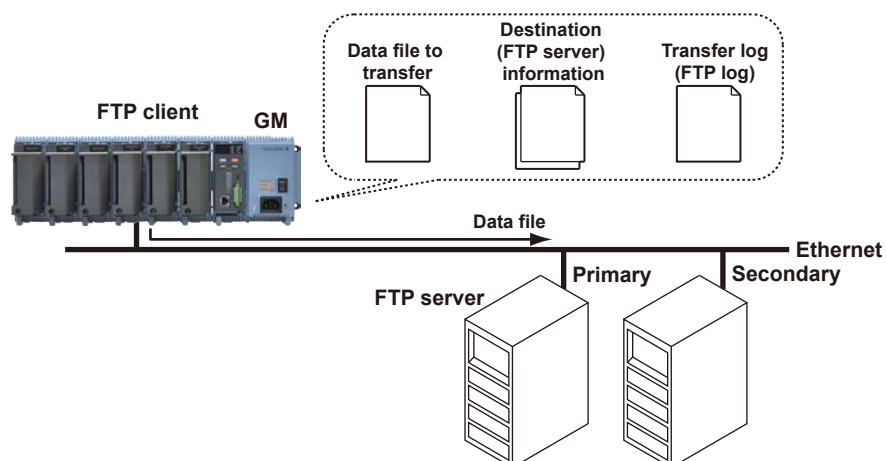 Data file to
transfer
Destination
(FTP server)
information
Transfer log
(FTP log)
FTP client
GM
Data file
Ethernet
Primary
Secondary
FTP server